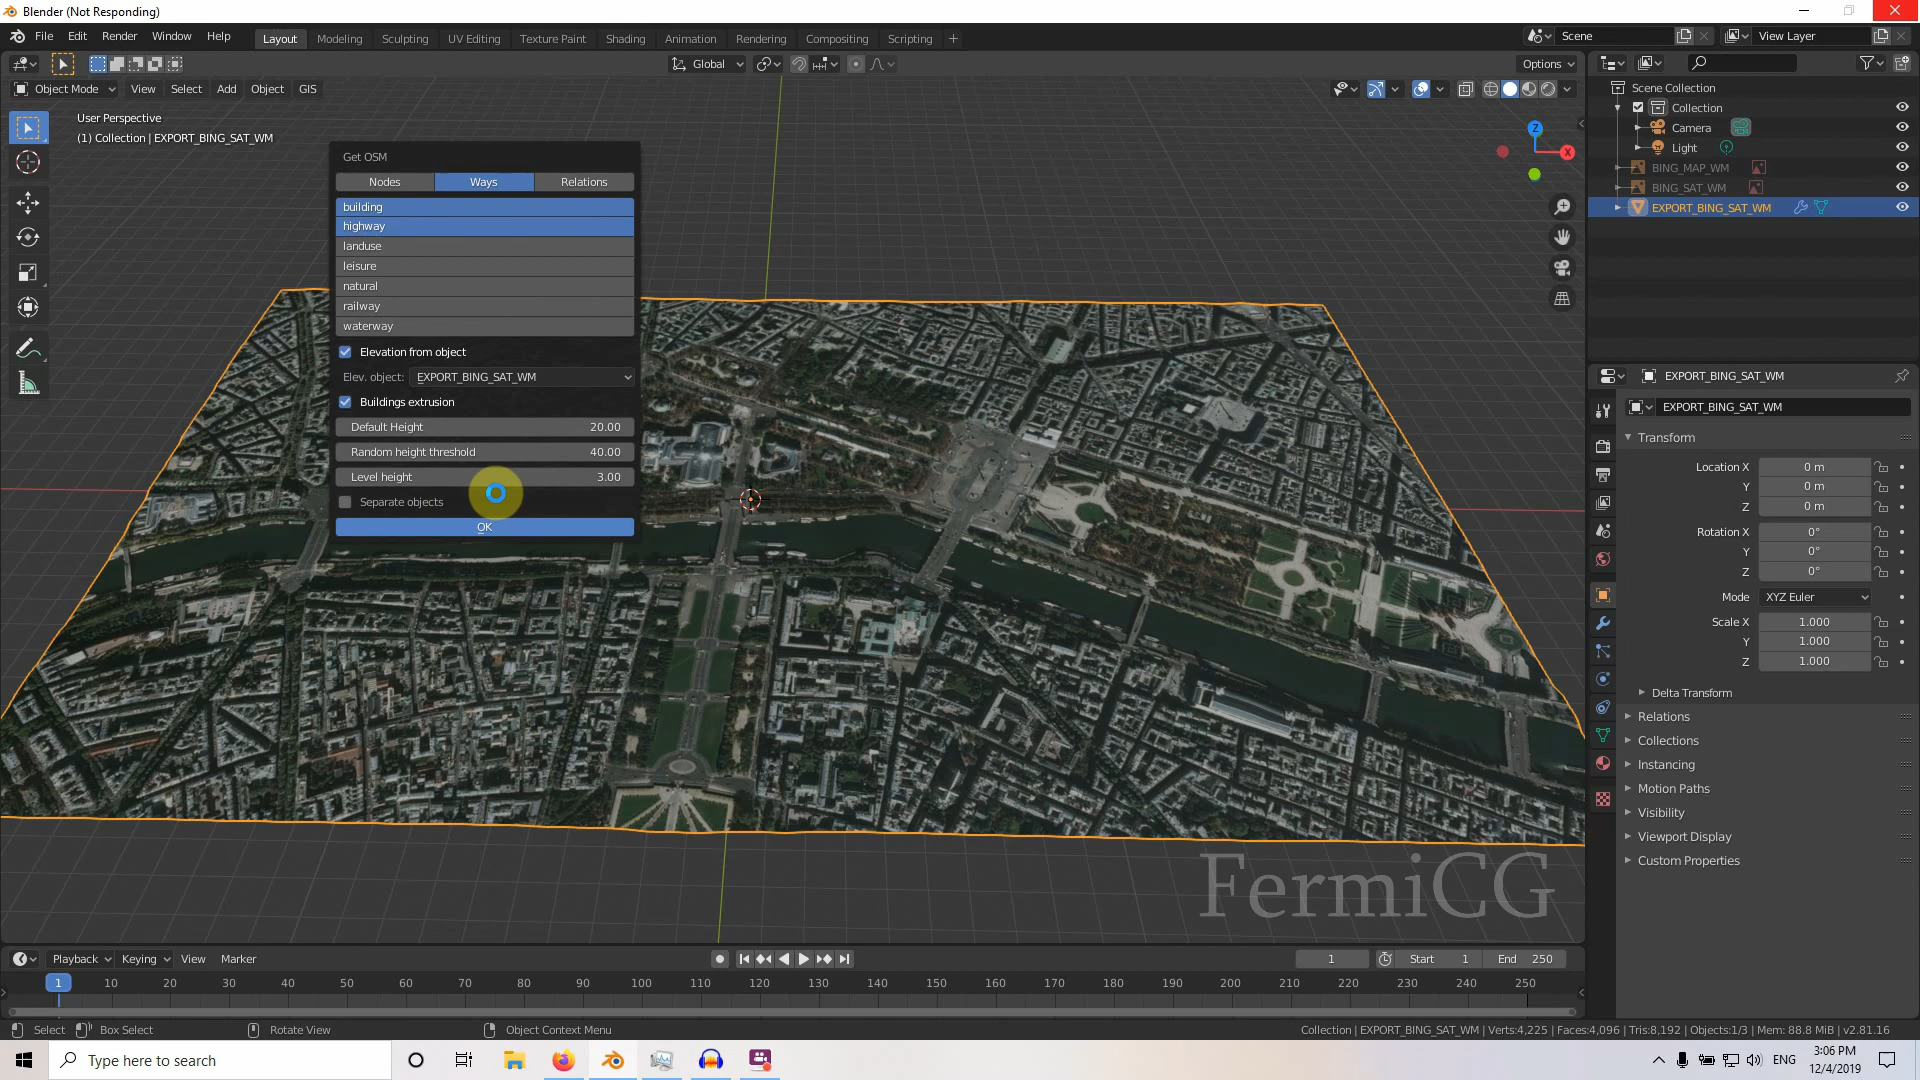 Blender (Not Responding)
File Edit Render Window Help
Layout Modeling Sculpting UV Editing Texture Paint Shading Animation Rendering Compositing Scripting +
Scene
View Layer
Global
Options
Object Mode View Select Add Object GIS
User Perspective
(1) Collection | EXPORT_BING_SAT_WM
Z
X
Get OSM
Nodes Ways Relations
building
highway
landuse
leisure
natural
railway
waterway
Elevation from object
Elev. object: EXPORT_BING_SAT_WM
Buildings extrusion
Default Height 20.00
Random height threshold 40.00
Level height 3.00
Separate objects
OK
Scene Collection
Collection
Camera
Light
BING_MAP_WM
BING_SAT_WM
EXPORT_BING_SAT_WM
EXPORT_BING_SAT_WM
EXPORT_BING_SAT_WM
Transform
Location X 0 m
Y 0 m
Z 0 m
Rotation X 0°
Y 0°
Z 0°
Mode XYZ Euler
Scale X 1.000
Y 1.000
Z 1.000
Delta Transform
Relations
Collections
Instancing
Motion Paths
Visibility
Viewport Display
Custom Properties
FermiCG
Playback Keying View Marker
1 Start 1 End 250
1 10 20 30 40 50 60 70 80 90 100 110 120 130 140 150 160 170 180 190 200 210 220 230 240 250
Select Box Select Rotate View Object Context Menu
Collection | EXPORT_BING_SAT_WM | Verts:4,225 | Faces:4,096 | Tris:8,192 | Objects:1/3 | Mem: 88.8 MiB | v2.81.16
Type here to search
ENG
3:06 PM
12/4/2019